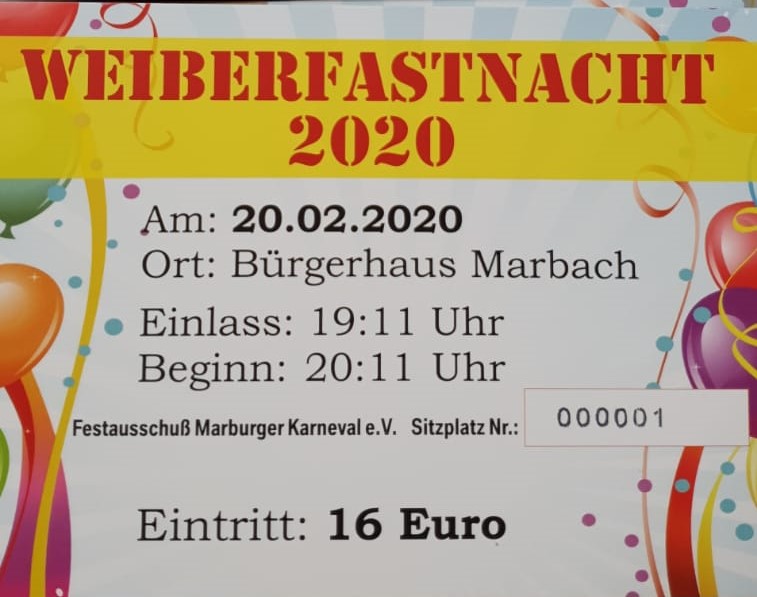 WEIBERFASTNACHT
2020
Am: 20.02.2020
Ort: Bürgerhaus Marbach
Einlass: 19:11 Uhr
Beginn: 20:11 Uhr
Festausschuß Marburger Karneval e.V. Sitzplatz Nr.: 000001
Eintritt: 16 Euro